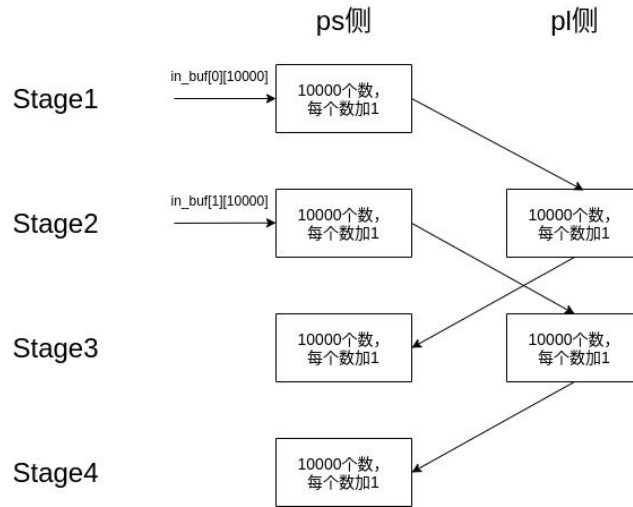 ps侧
pl侧
Stage1
in_buf[0][10000]
10000个数，
每个数加1
Stage2
in_buf[1][10000]
10000个数，
每个数加1
10000个数，
每个数加1
Stage3
10000个数，
每个数加1
10000个数，
每个数加1
Stage4
10000个数，
每个数加1